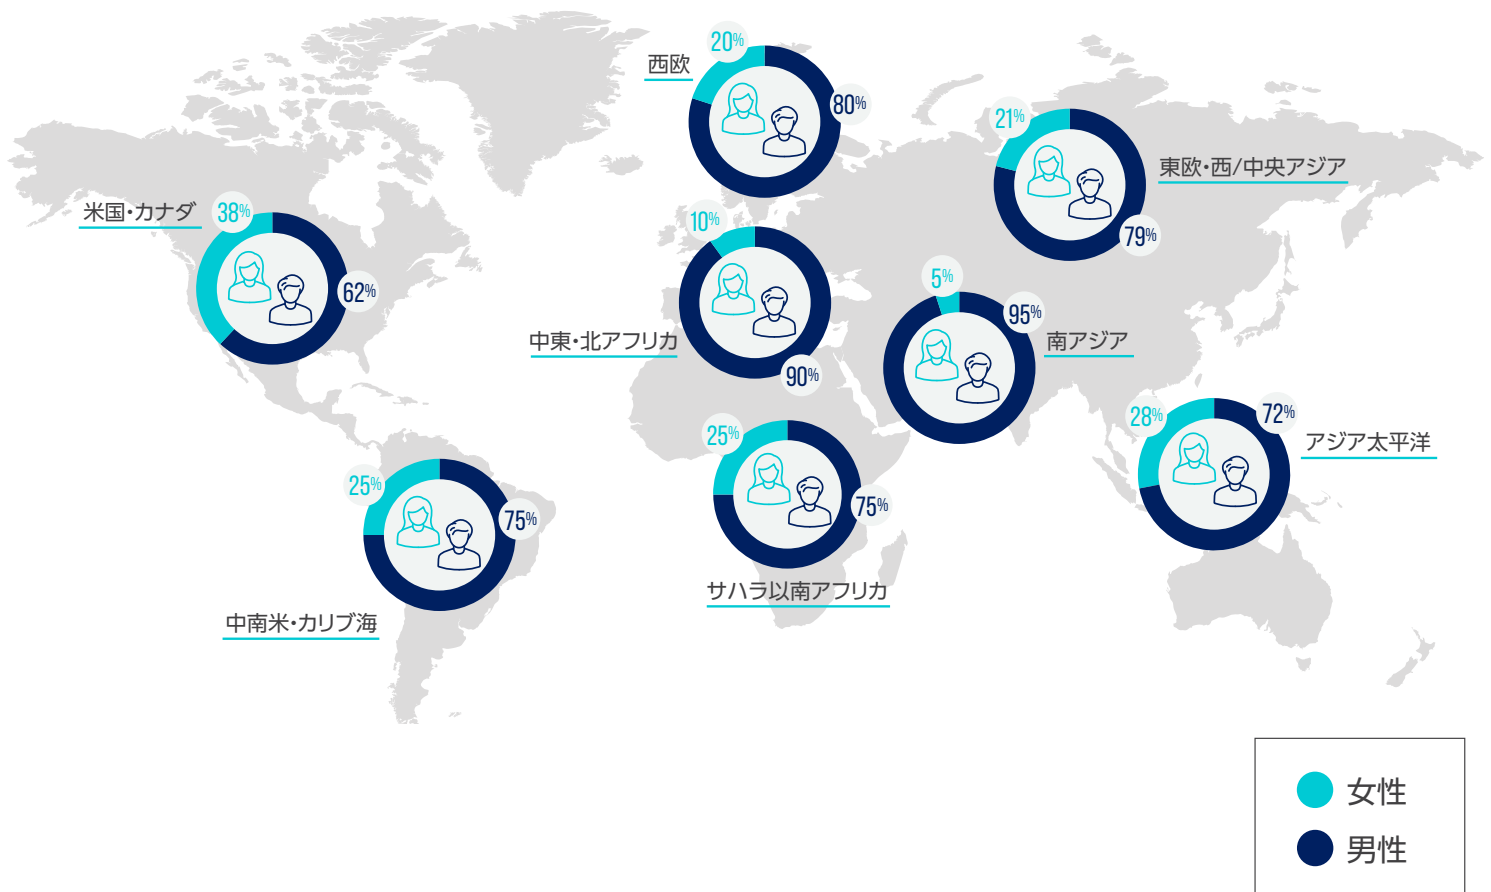 20%
西欧
80%
21%
東欧・西/中央アジア
79%
米国・カナダ
38%
62%
10%
中東・北アフリカ
90%
5%
95%
南アジア
28%
72%
アジア太平洋
25%
75%
サハラ以南アフリカ
25%
75%
中南米・カリブ海
女性
男性